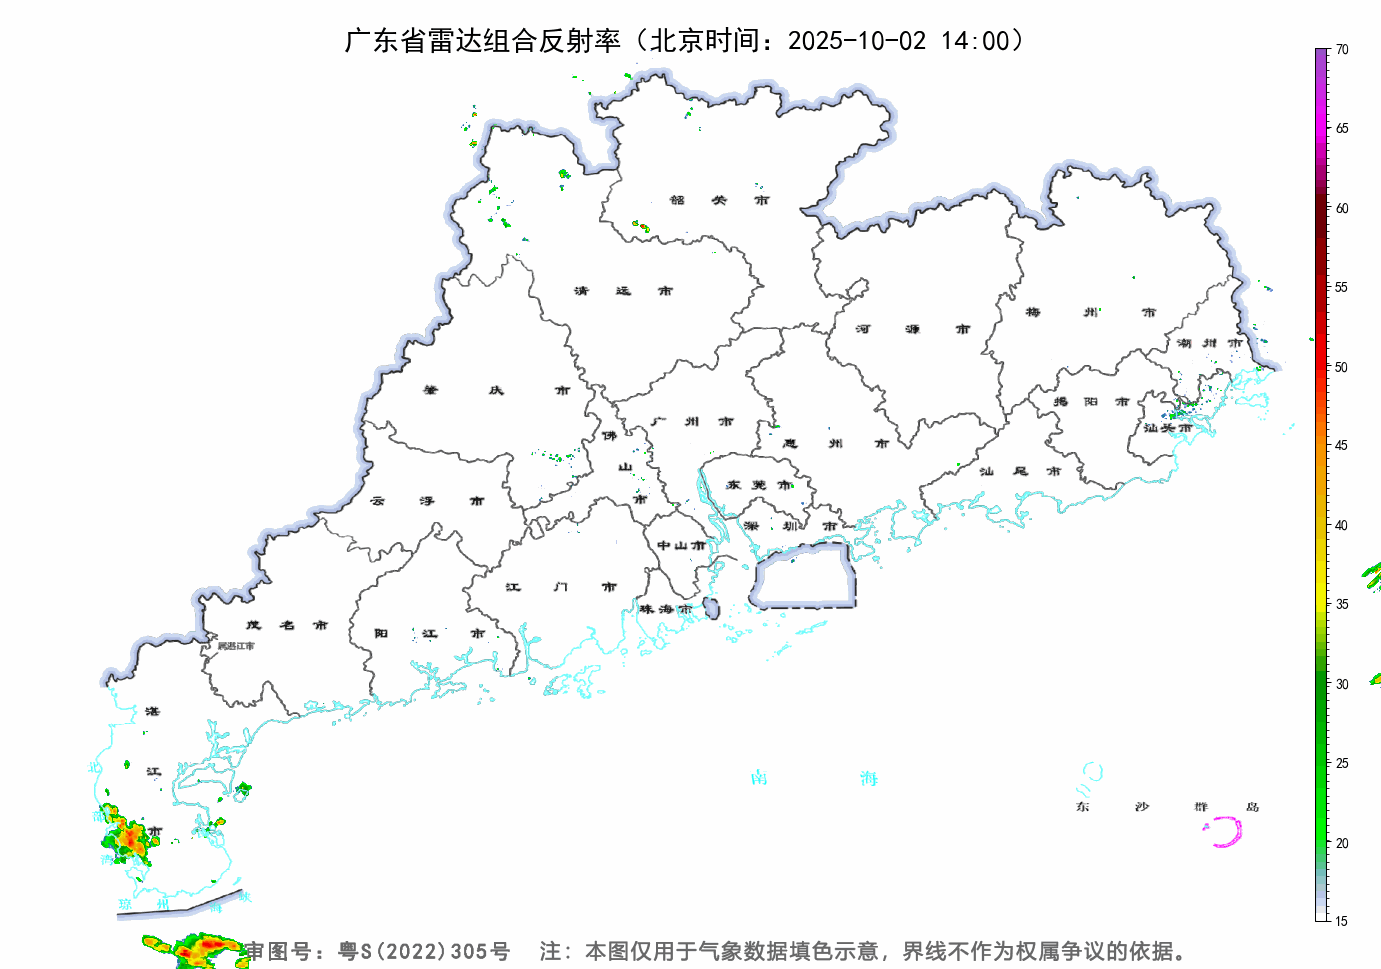 广东省雷达组合反射率（北京时间：2025-10-02 14:00）
70
65
60
55
50
45
40
35
30
25
20
15
韶关市
清远市
河源市
梅州市
潮州市
肇庆市
广州市
揭阳市
佛山市
惠州市
汕头市
汕尾市
东莞市
云浮市
深圳市
中山市
江门市
珠海市
茂名市
阳江市
属湛江市
湛江市
北部湾
南海
东沙群岛
琼州海峡
审图号：粤S(2022)305号 注：本图仅用于气象数据填色示意，界线不作为权属争议的依据。